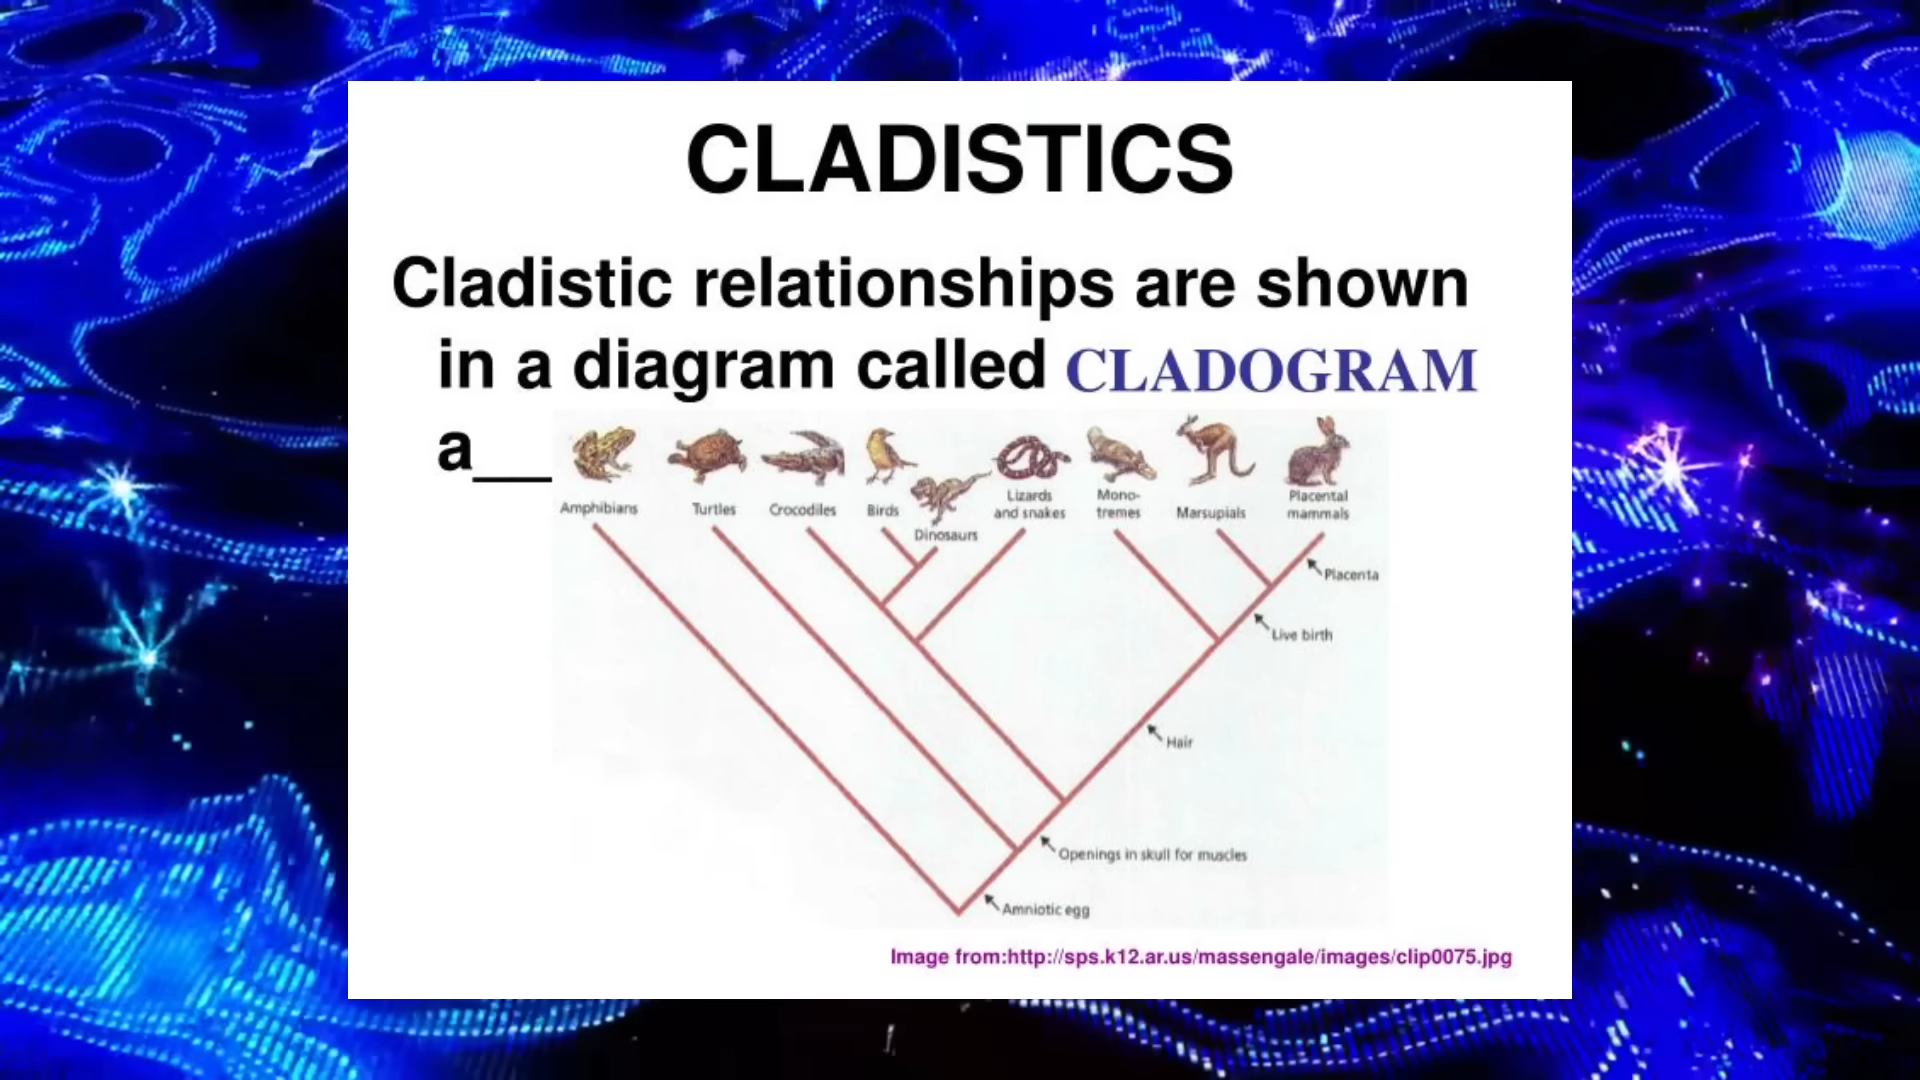 CLADISTICS
Cladistic relationships are shown
in a diagram called CLADOGRAM
a___
Amphibians
Turtles
Crocodiles
Birds
Dinosaurs
Lizards
and snakes
Mono-
tremes
Marsupials
Placental
mammals
Placenta
Live birth
Hair
Openings in skull for muscles
Amniotic egg
Image from:http://sps.k12.ar.us/massengale/images/clip0075.jpg